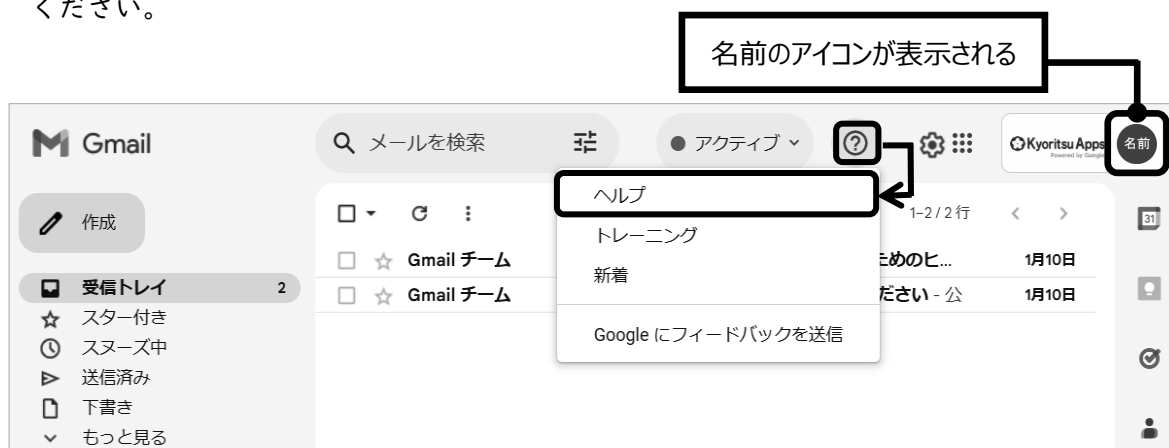 ください。
名前のアイコンが表示される
Gmail
メールを検索
アクティブ
Kyoritsu Apps
Powered by Google
名前
作成
受信トレイ 2
スター付き
スヌーズ中
送信済み
下書き
もっと見る
1–2 / 2 行
31
ヘルプ
トレーニング
新着
Google にフィードバックを送信
Gmail チーム
ためのヒ... 1月10日
Gmail チーム
ださい - 公 1月10日